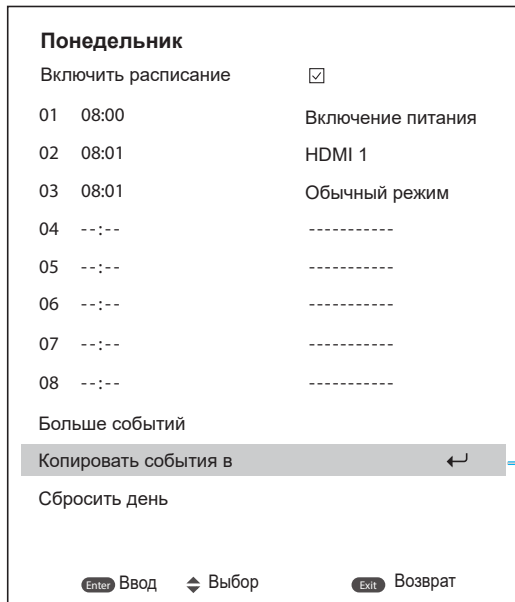 Понедельник
Включить расписание
01 08:00 Включение питания
02 08:01 HDMI 1
03 08:01 Обычный режим
04 --:-- -----------
05 --:-- -----------
06 --:-- -----------
07 --:-- -----------
08 --:-- -----------
Больше событий
Копировать события в
Сбросить день
Enter Ввод Выбор Exit Возврат